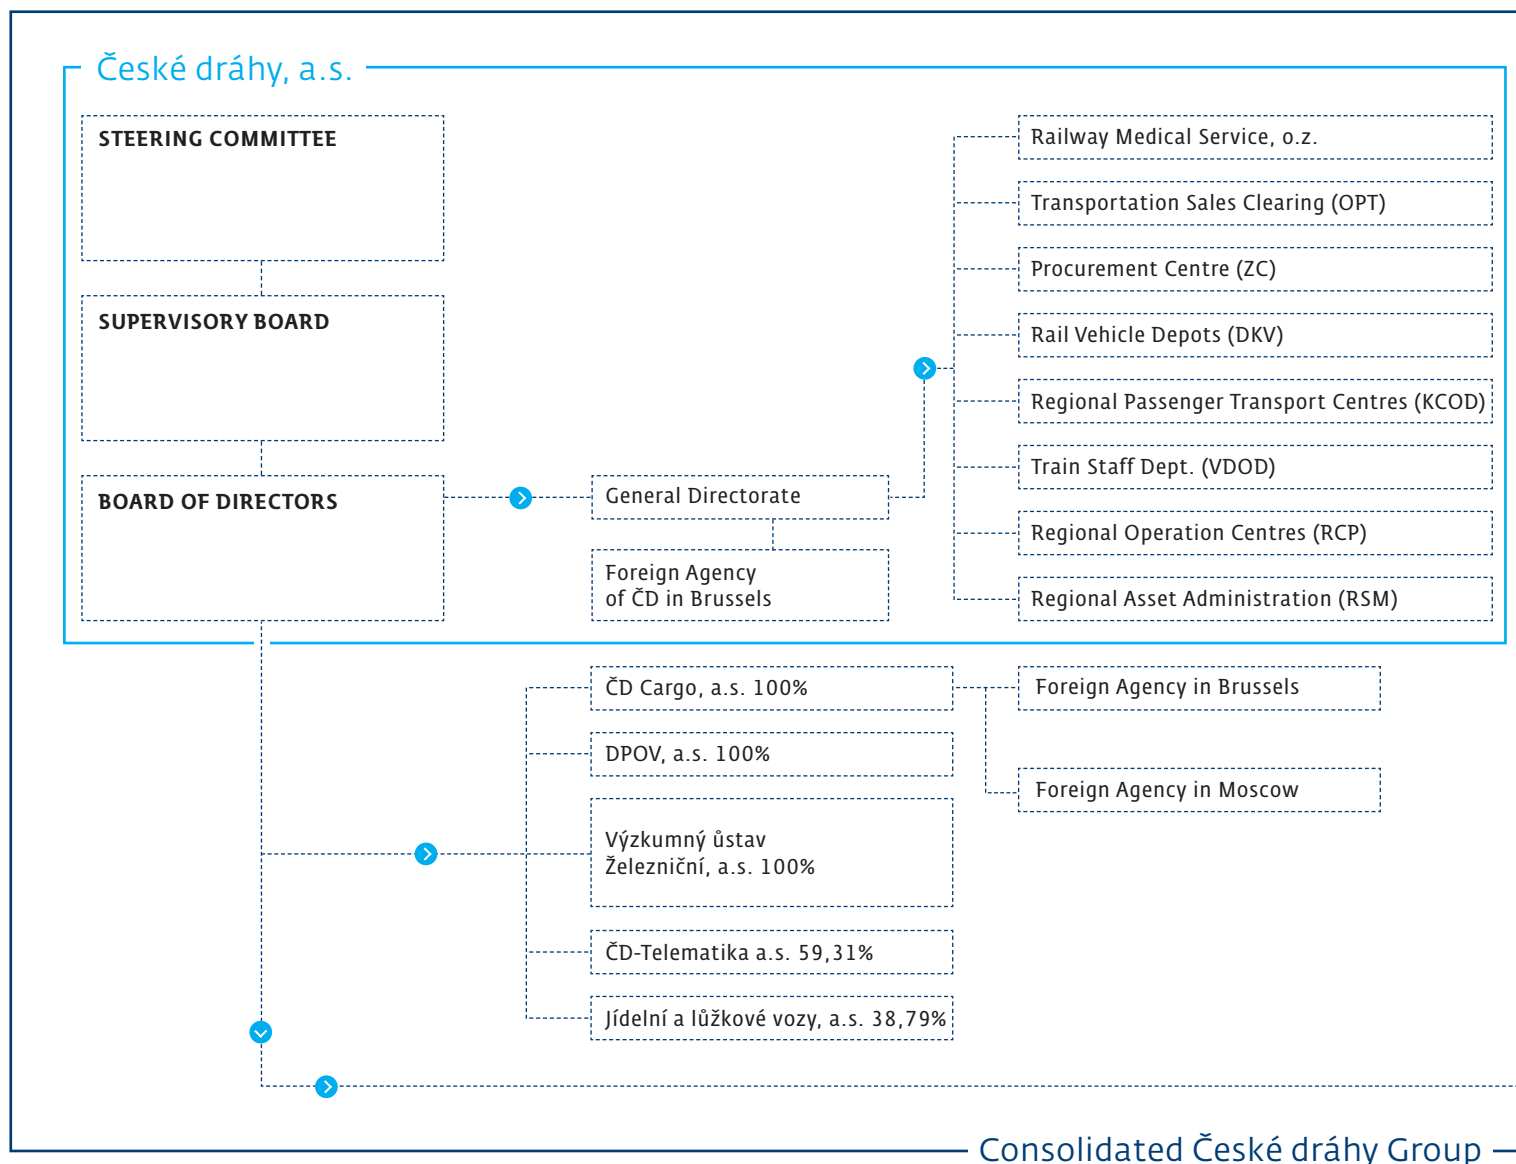 České dráhy, a.s.
STEERING COMMITTEE
SUPERVISORY BOARD
BOARD OF DIRECTORS
General Directorate
Foreign Agency
of ČD in Brussels
Railway Medical Service, o.z.
Transportation Sales Clearing (OPT)
Procurement Centre (ZC)
Rail Vehicle Depots (DKV)
Regional Passenger Transport Centres (KCOD)
Train Staff Dept. (VDOD)
Regional Operation Centres (RCP)
Regional Asset Administration (RSM)
ČD Cargo, a.s. 100%
DPOV, a.s. 100%
Výzkumný ůstav
Železniční, a.s. 100%
ČD-Telematika a.s. 59,31%
Jídelní a lůžkové vozy, a.s. 38,79%
Foreign Agency in Brussels
Foreign Agency in Moscow
Consolidated České dráhy Group